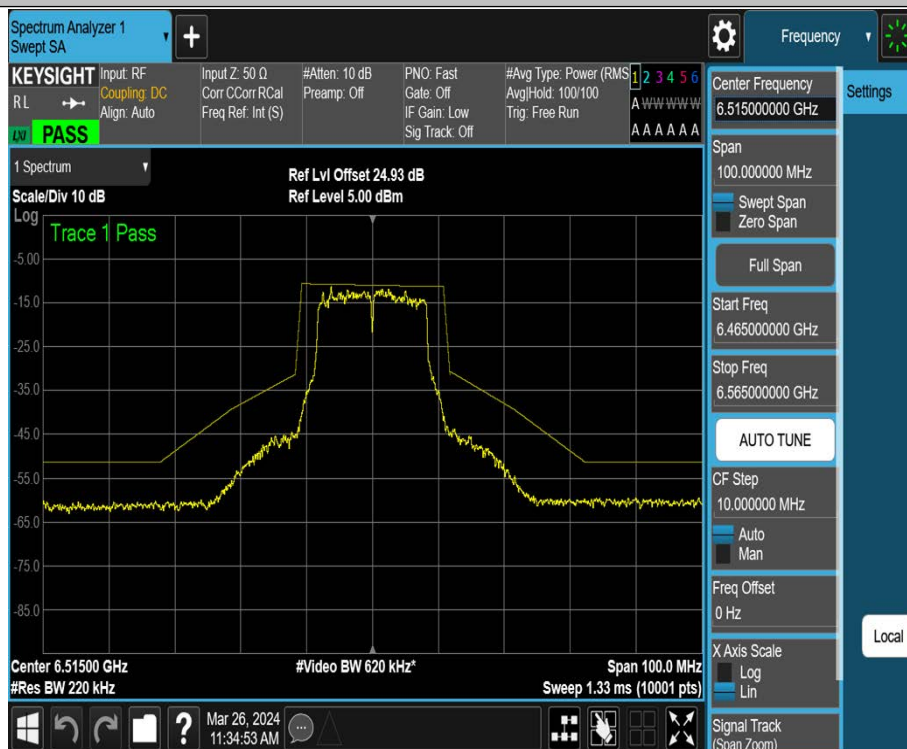 Spectrum Analyzer 1
Swept SA
Frequency
KEYSIGHT
RL
LXI
PASS
Input: RF
Coupling: DC
Align: Auto
Input Z: 50 Ω
Corr CCorr RCal
Freq Ref: Int (S)
#Atten: 10 dB
Preamp: Off
PNO: Fast
Gate: Off
IF Gain: Low
Sig Track: Off
#Avg Type: Power (RMS
Avg|Hold: 100/100
Trig: Free Run
1 2 3 4 5 6
A W W W W W
A A A A A A
1 Spectrum
Scale/Div 10 dB
Ref Lvl Offset 24.93 dB
Ref Level 5.00 dBm
Log
Trace 1 Pass
-5.00
-15.0
-25.0
-35.0
-45.0
-55.0
-65.0
-75.0
-85.0
Center 6.51500 GHz
#Video BW 620 kHz*
Span 100.0 MHz
#Res BW 220 kHz
Sweep 1.33 ms (10001 pts)
?
Mar 26, 2024
11:34:53 AM
Center Frequency
6.515000000 GHz
Settings
Span
100.000000 MHz
Swept Span
Zero Span
Full Span
Start Freq
6.465000000 GHz
Stop Freq
6.565000000 GHz
AUTO TUNE
CF Step
10.000000 MHz
Auto
Man
Freq Offset
0 Hz
Local
X Axis Scale
Log
Lin
Signal Track
(Span Zoom)